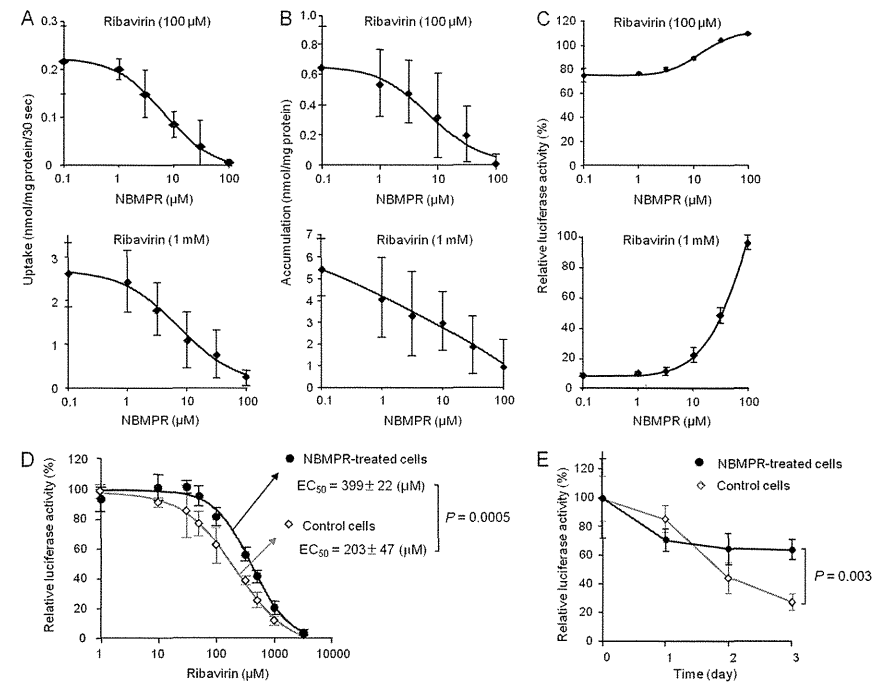 A
Ribavirin (100 µM)
0.3
0.2
0.1
0
0.1
1
10
100
NBMPR (µM)
Uptake (nmol/mg protein/30 sec)
Ribavirin (1 mM)
3
2
1
0
0.1
1
10
100
NBMPR (µM)
B
Ribavirin (100 µM)
1.0
0.8
0.6
0.4
0.2
0
0.1
1
10
100
NBMPR (µM)
Accumulation (nmol/mg protein)
Ribavirin (1 mM)
7
6
5
4
3
2
1
0
0.1
1
10
100
NBMPR (µM)
C
Ribavirin (100 µM)
120
100
80
60
40
20
0
0.1
1
10
100
NBMPR (µM)
Relative luciferase activity (%)
Ribavirin (1 mM)
100
80
60
40
20
0
0.1
1
10
100
NBMPR (µM)
D
Relative luciferase activity (%)
120
100
80
60
40
20
0
1
10
100
1000
10000
Ribavirin (µM)
NBMPR-treated cells
EC50 = 399± 22 (µM)
Control cells
EC50 = 203± 47 (µM)
P = 0.0005
E
Relative luciferase activity (%)
120
100
80
60
40
20
0
0
1
2
3
Time (day)
NBMPR-treated cells
Control cells
P = 0.003